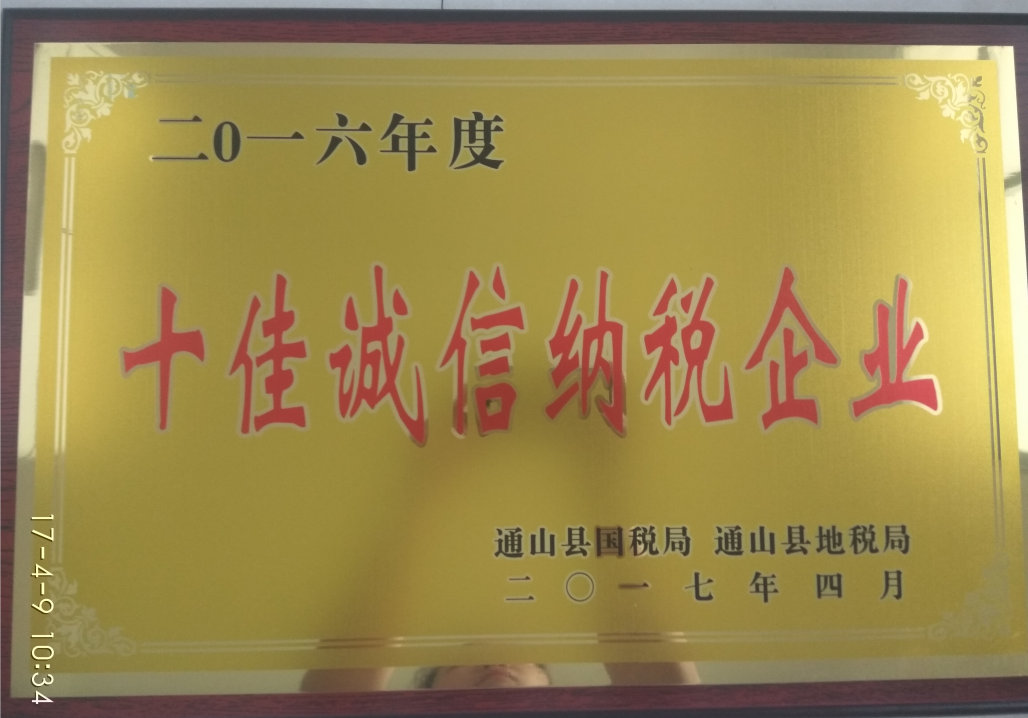 二0一六年度
十佳诚信纳税企业
通山县国税局 通山县地税局
二〇一七年四月
17-4-9 10:34